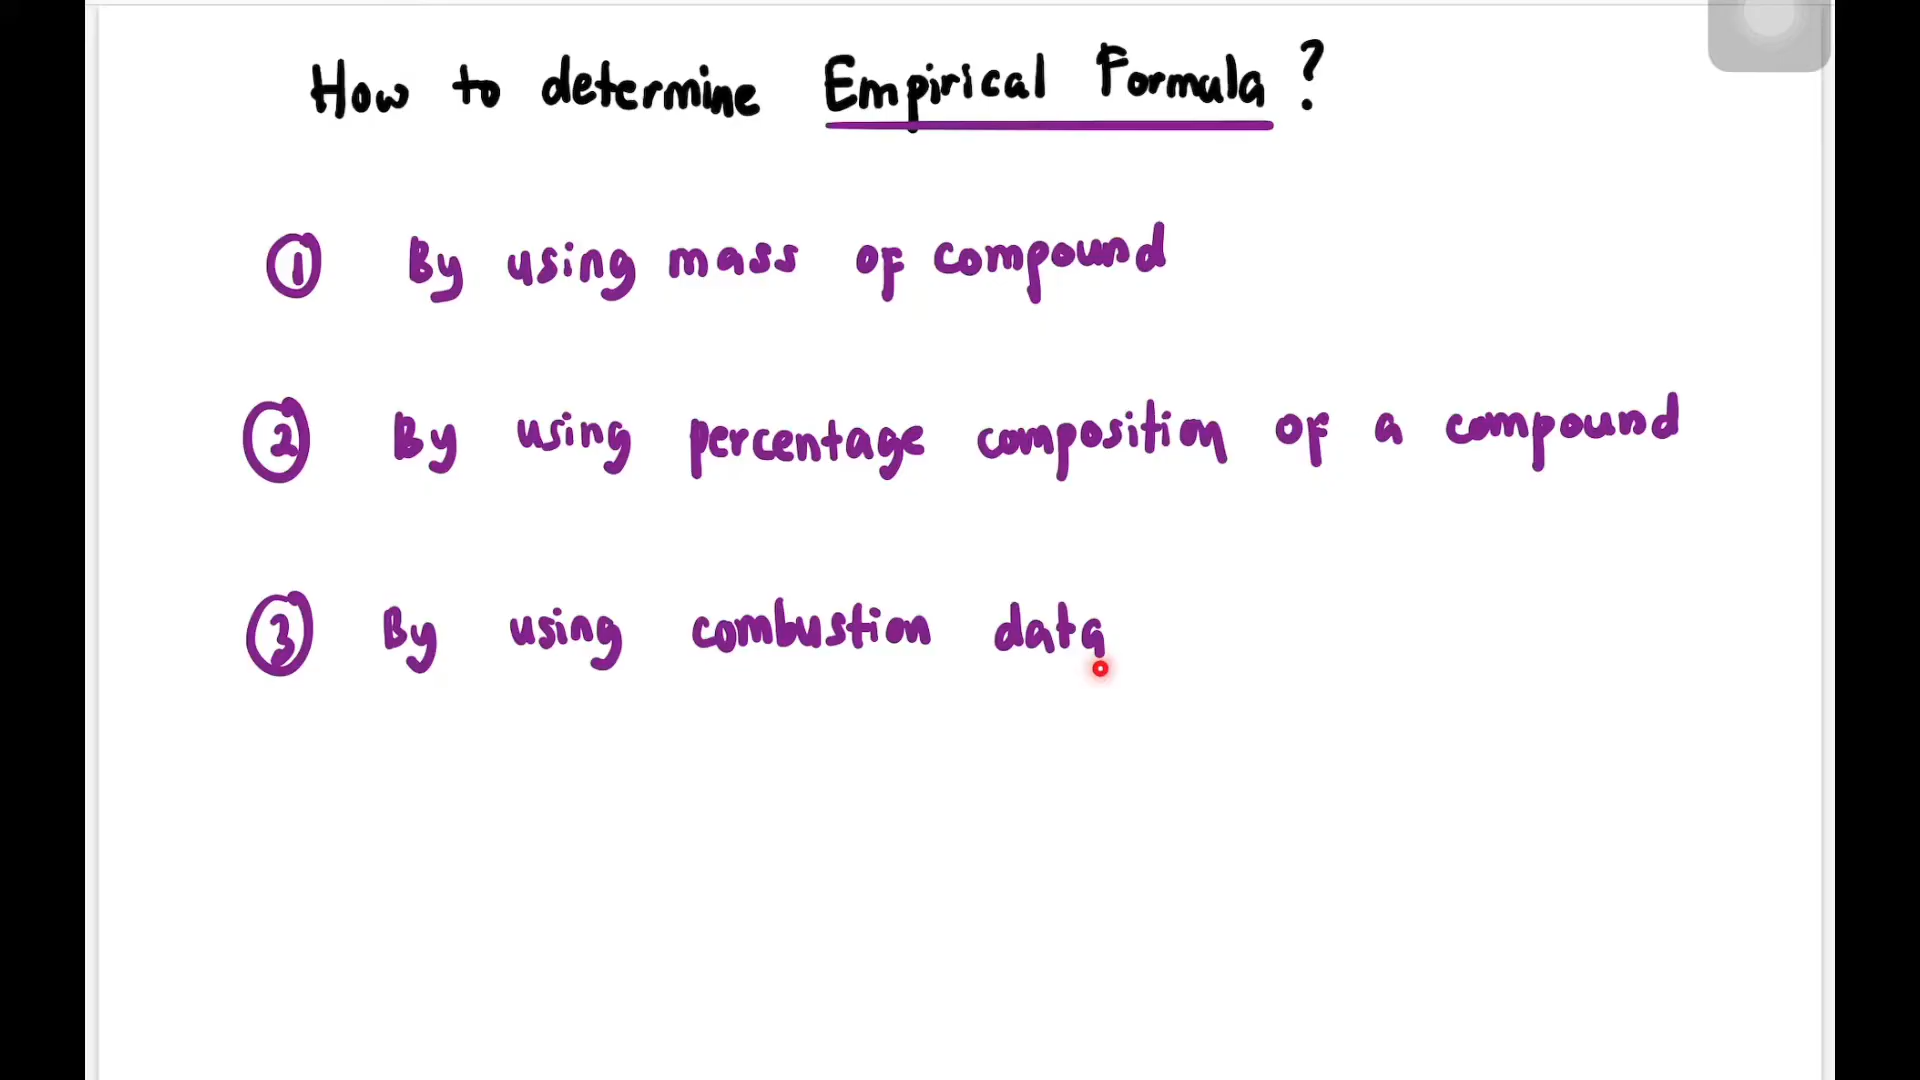 How to determine Empirical Formula ?
① By using mass of compound
② By using percentage composition of a compound
③ By using combustion data